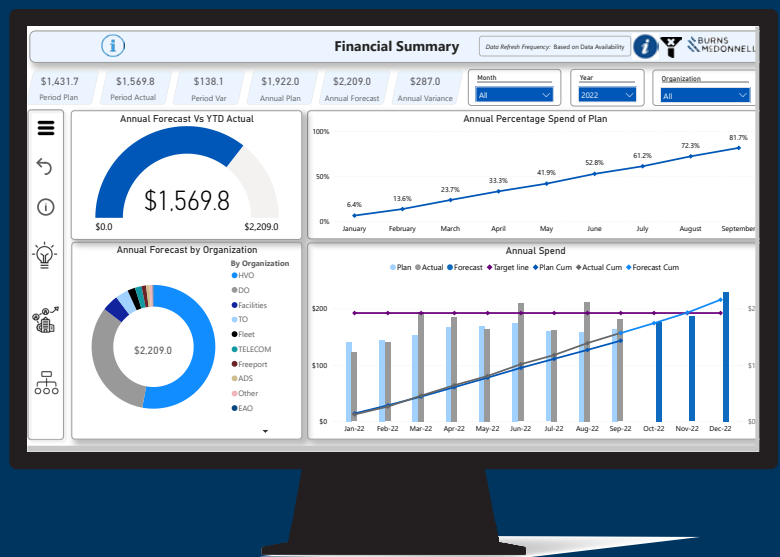 Financial Summary
Data Refresh Frequency: Based on Data Availability
i
BURNS
McDONNELL
$1,431.7
Period Plan
$1,569.8
Period Actual
$138.1
Period Var
$1,922.0
Annual Plan
$2,209.0
Annual Forecast
$287.0
Annual Variance
Month
All
Year
2022
Organization
All
Annual Forecast Vs YTD Actual
$1,569.8
$0.0
$2,209.0
Annual Percentage Spend of Plan
100%
50%
0%
6.4%
13.6%
23.7%
33.3%
41.9%
52.8%
61.2%
72.3%
81.7%
January
February
March
April
May
June
July
August
September
Annual Forecast by Organization
$2,209.0
By Organization
HVO
DO
Facilities
TO
Fleet
TELECOM
Freeport
ADS
Other
EAO
Annual Spend
Plan Actual Forecast Target line Plan Cum Actual Cum Forecast Cum
$200
$100
$0
$2
$1
$0
Jan-22 Feb-22 Mar-22 Apr-22 May-22 Jun-22 Jul-22 Aug-22 Sep-22 Oct-22 Nov-22 Dec-22